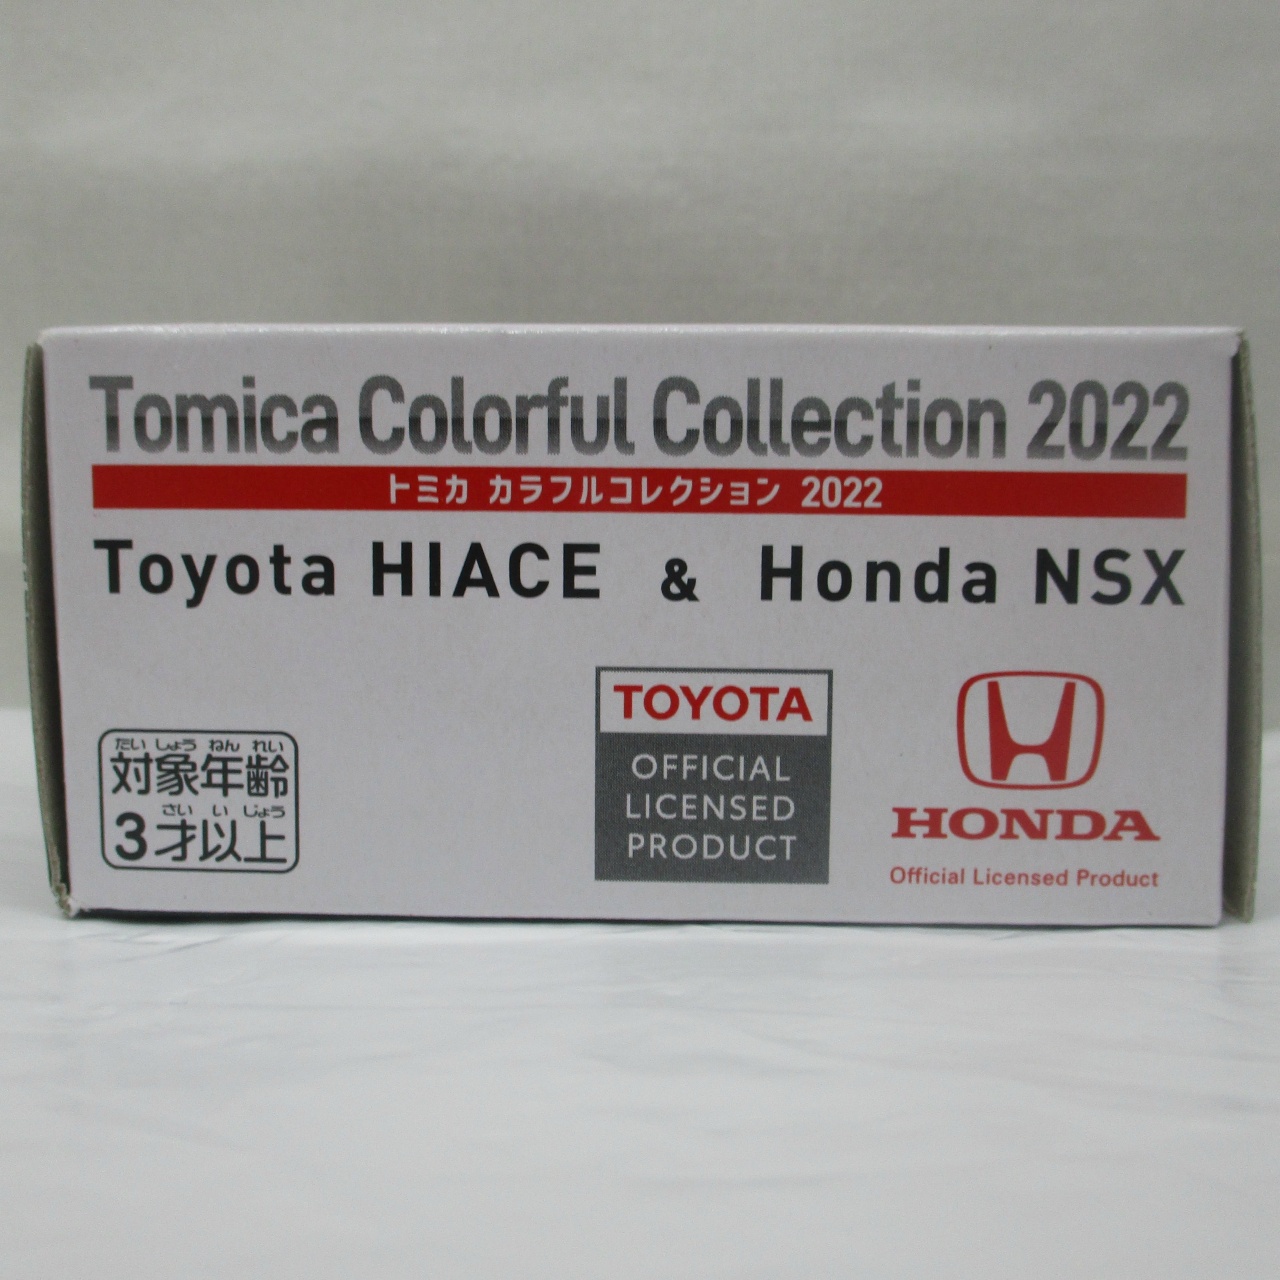 Tomica Colorful Collection 2022
トミカ カラフルコレクション 2022
Toyota HIACE & Honda NSX
たい しょう ねん れい
対象年齢
さい い じょう
3才以上
TOYOTA
OFFICIAL
LICENSED
PRODUCT
HONDA
Official Licensed Product